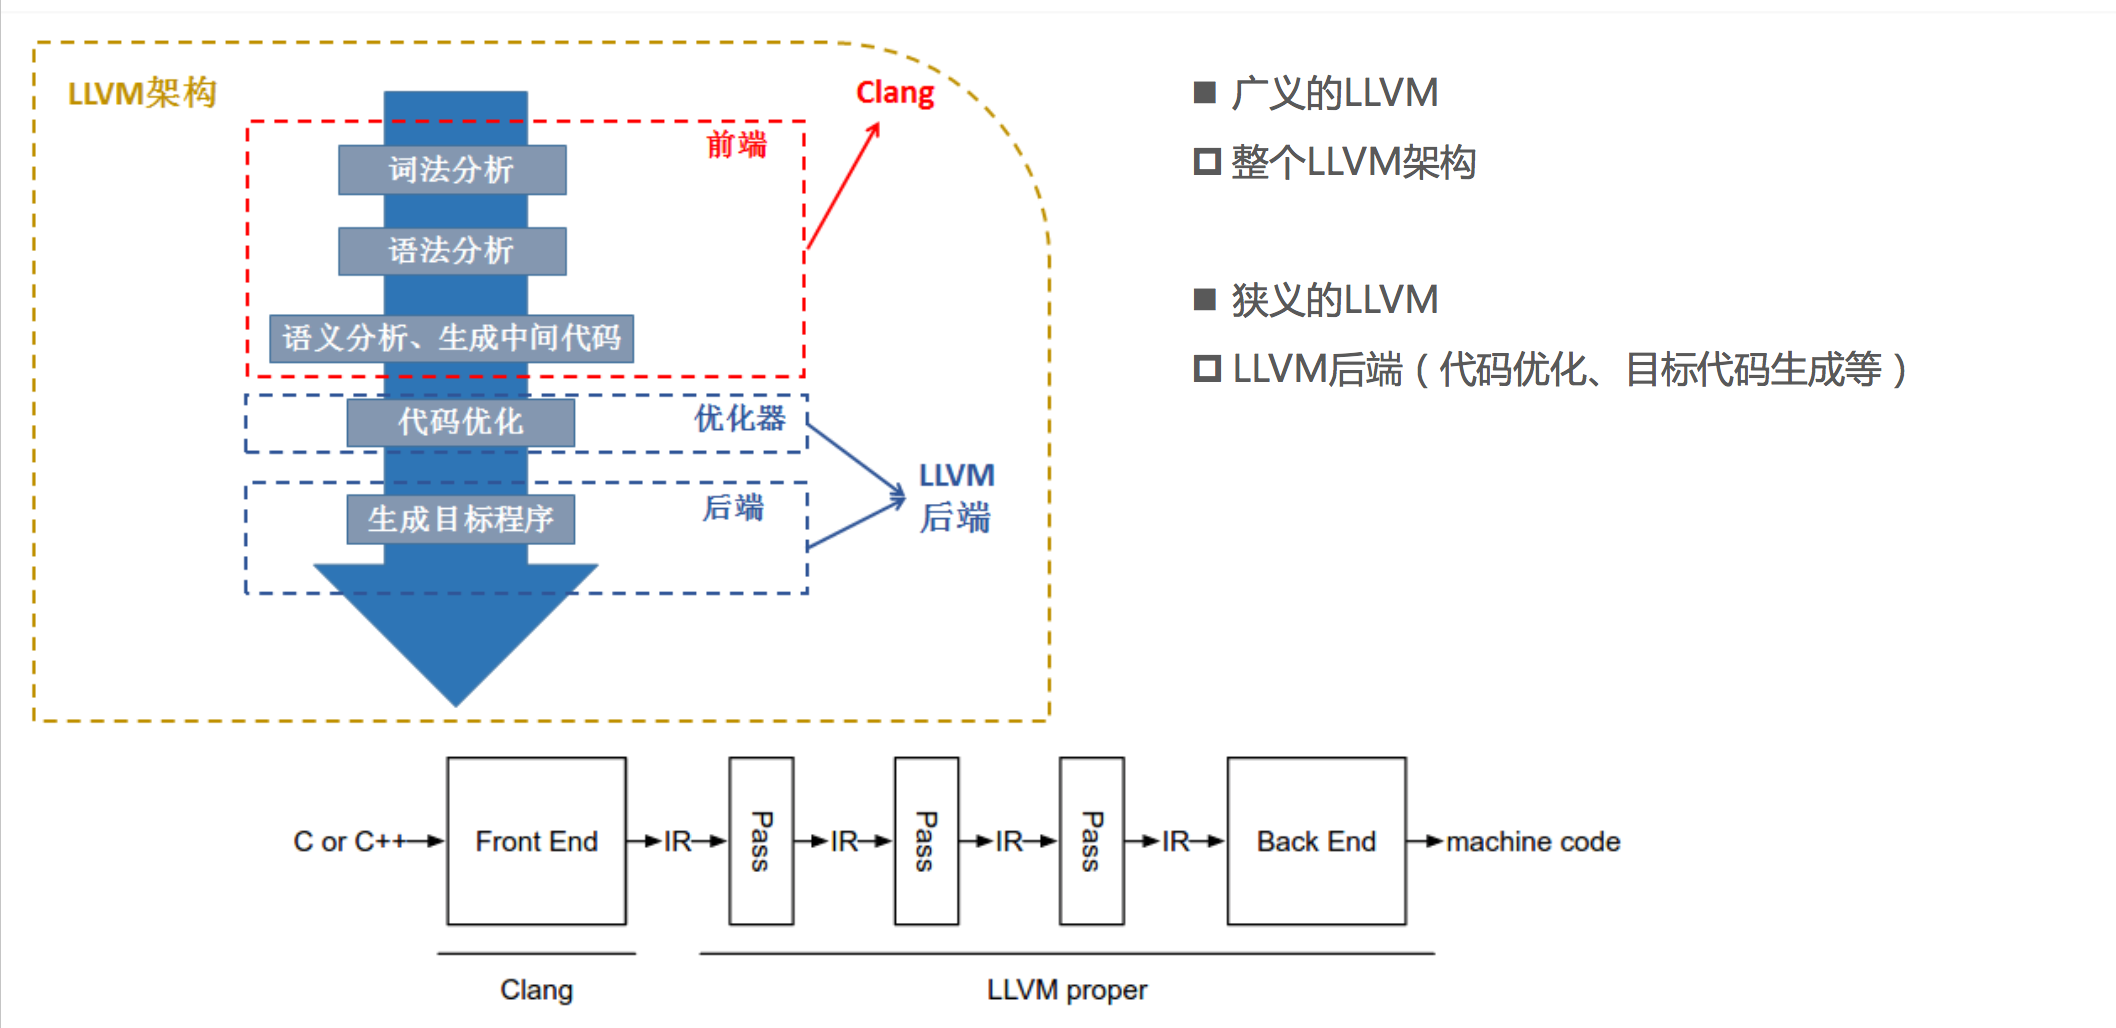 LLVM架构
Clang
前端
词法分析
语法分析
语义分析、生成中间代码
代码优化
优化器
生成目标程序
后端
LLVM
后端
■ 广义的LLVM
□ 整个LLVM架构
■ 狭义的LLVM
□ LLVM后端（代码优化、目标代码生成等）
C or C++
Front End
IR
Pass
IR
Pass
IR
Pass
IR
Back End
machine code
Clang
LLVM proper